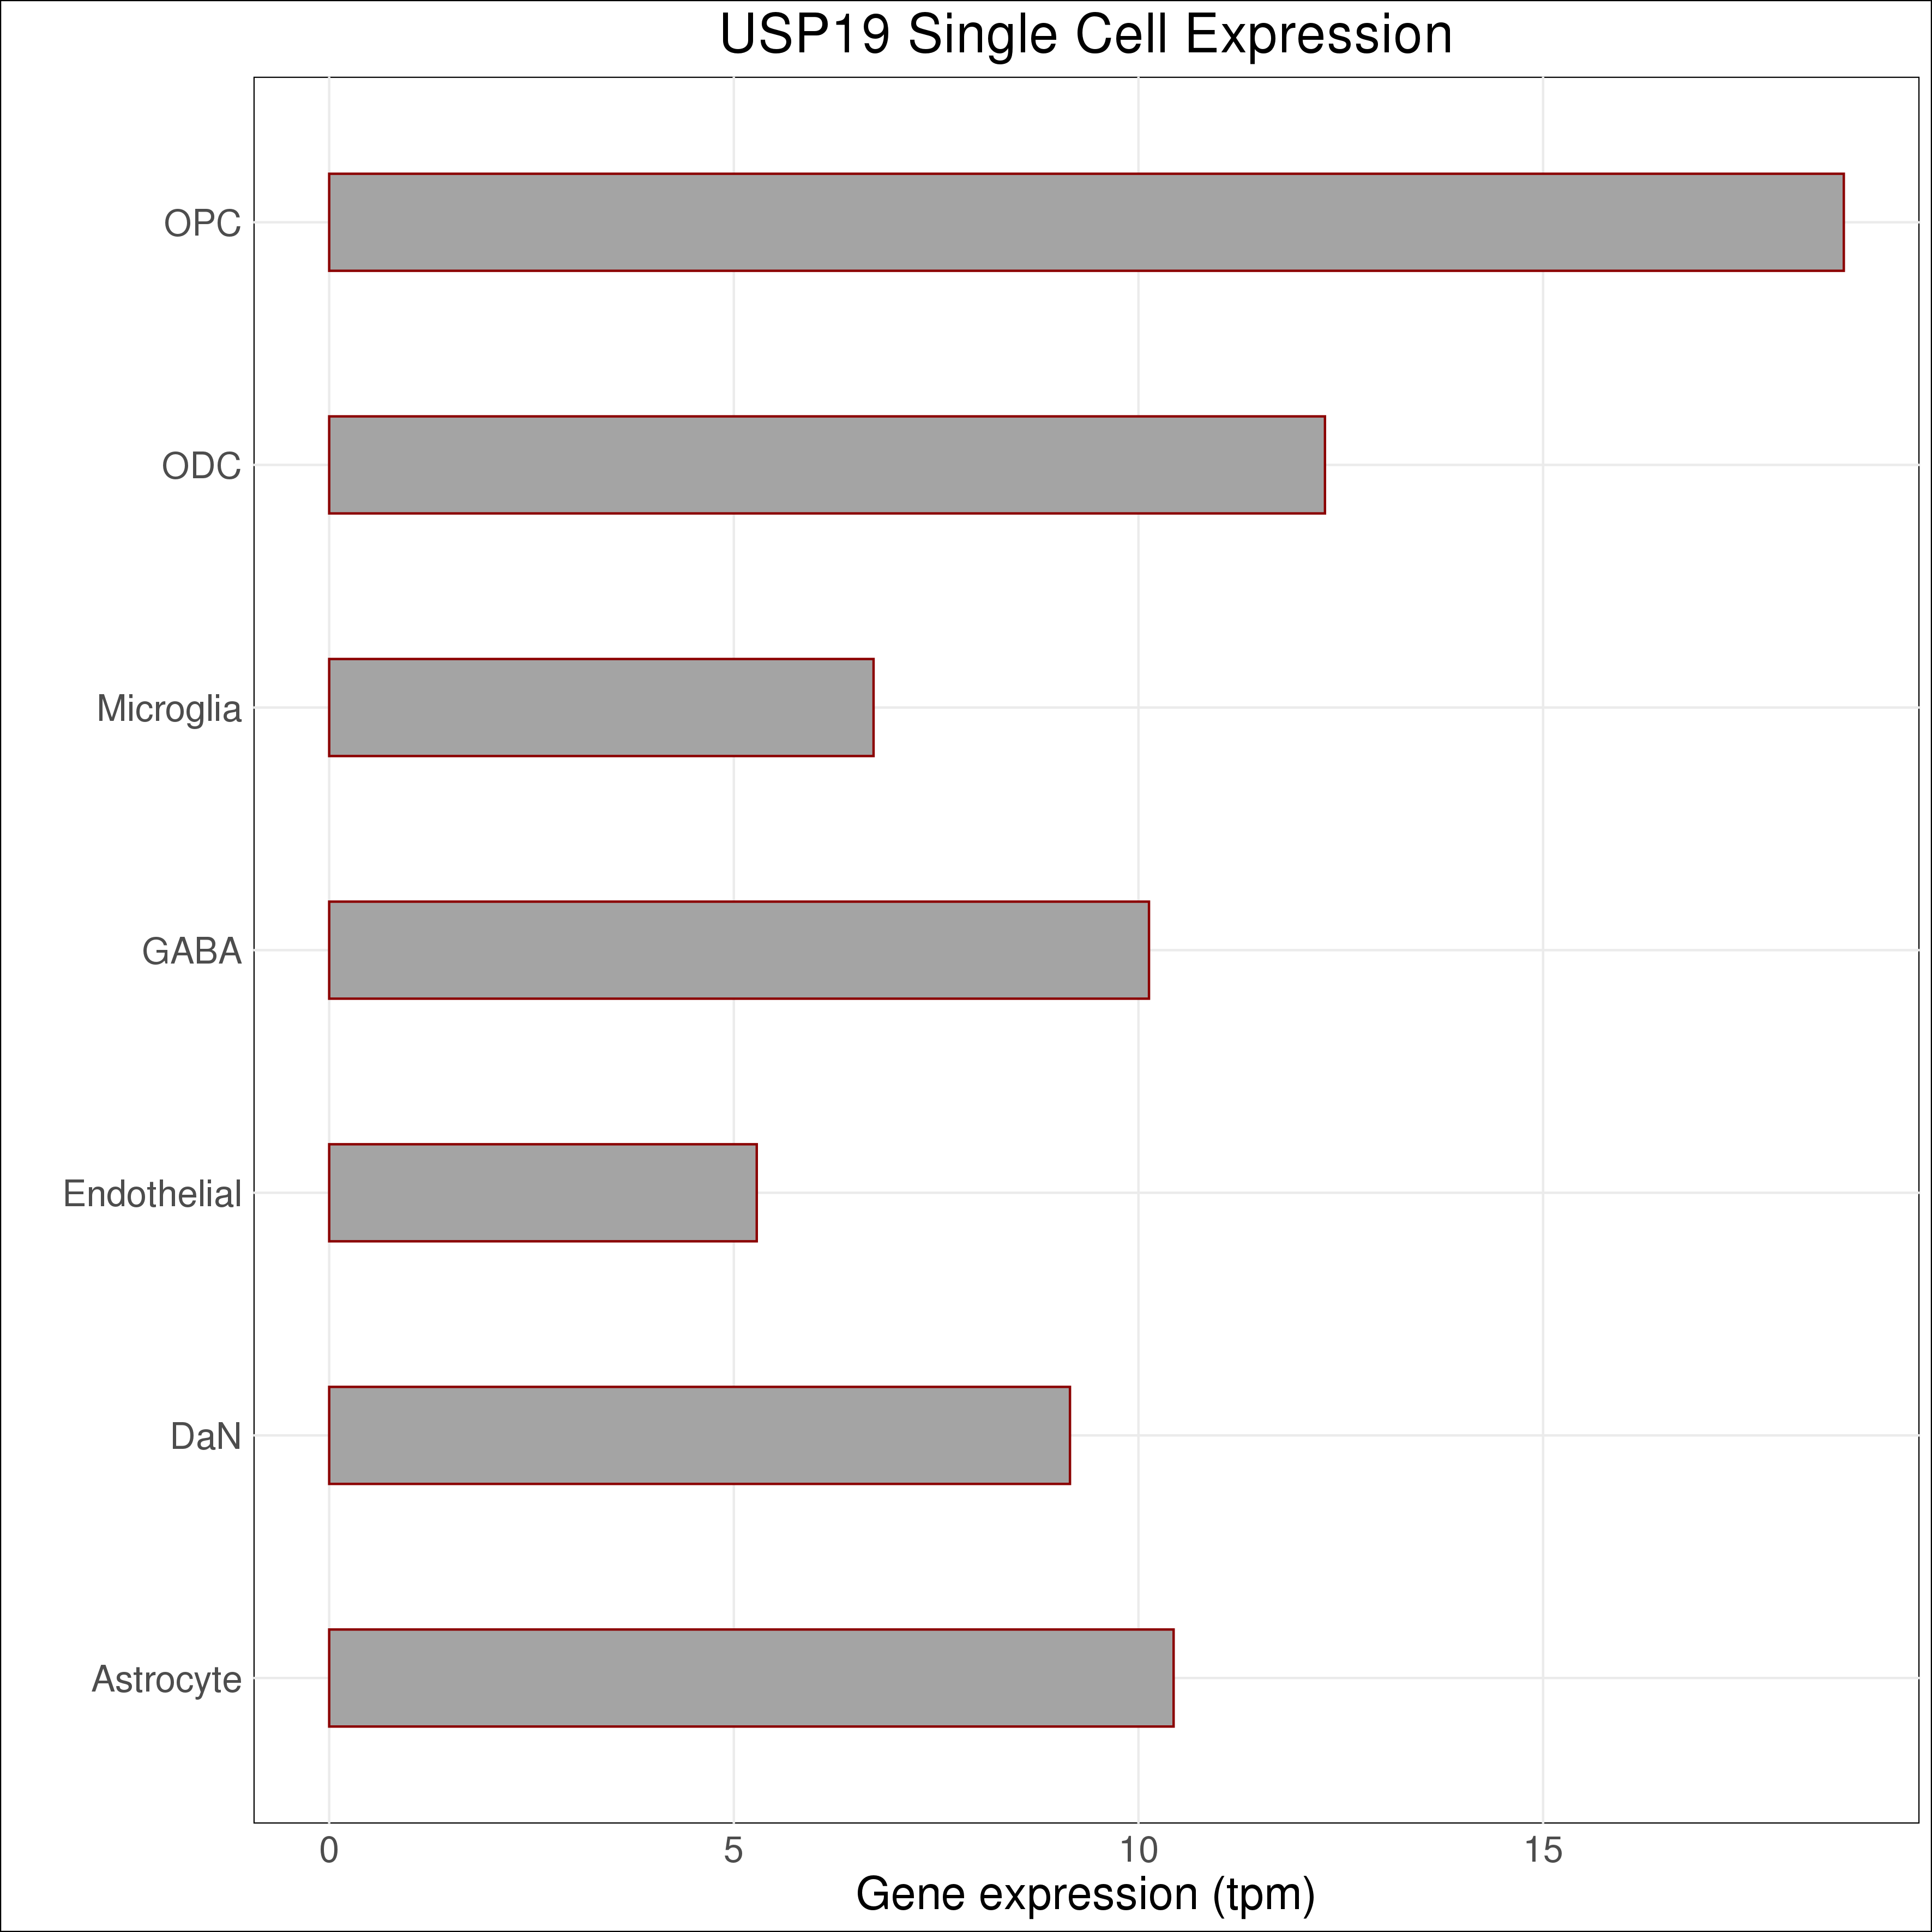 USP19 Single Cell Expression
OPC
ODC
Microglia
GABA
Endothelial
DaN
Astrocyte
0 5 10 15
Gene expression (tpm)